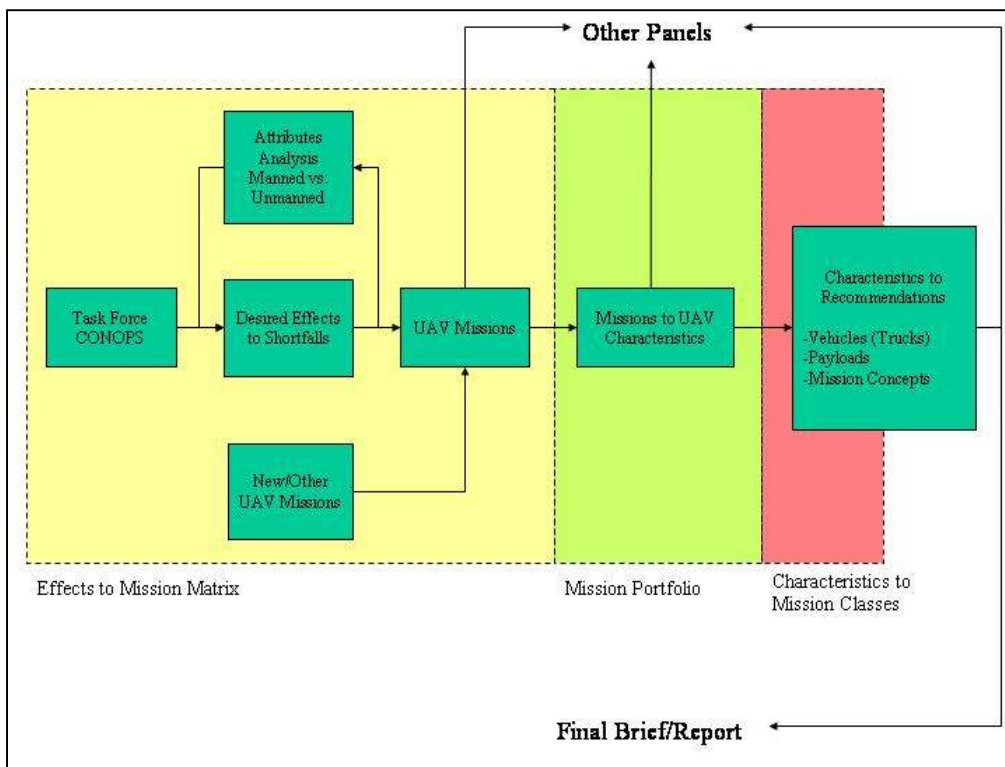 Other Panels
Attributes
Analysis
Manned vs.
Unmanned
Task Force
CONOPS
Desired Effects
to Shortfalls
UAV Missions
Missions to UAV
Characteristics
Characteristics to
Recommendations
-Vehicles (Trucks)
-Payloads
-Mission Concepts
New/Other
UAV Missions
Effects to Mission Matrix
Mission Portfolio
Characteristics to
Mission Classes
Final Brief/Report